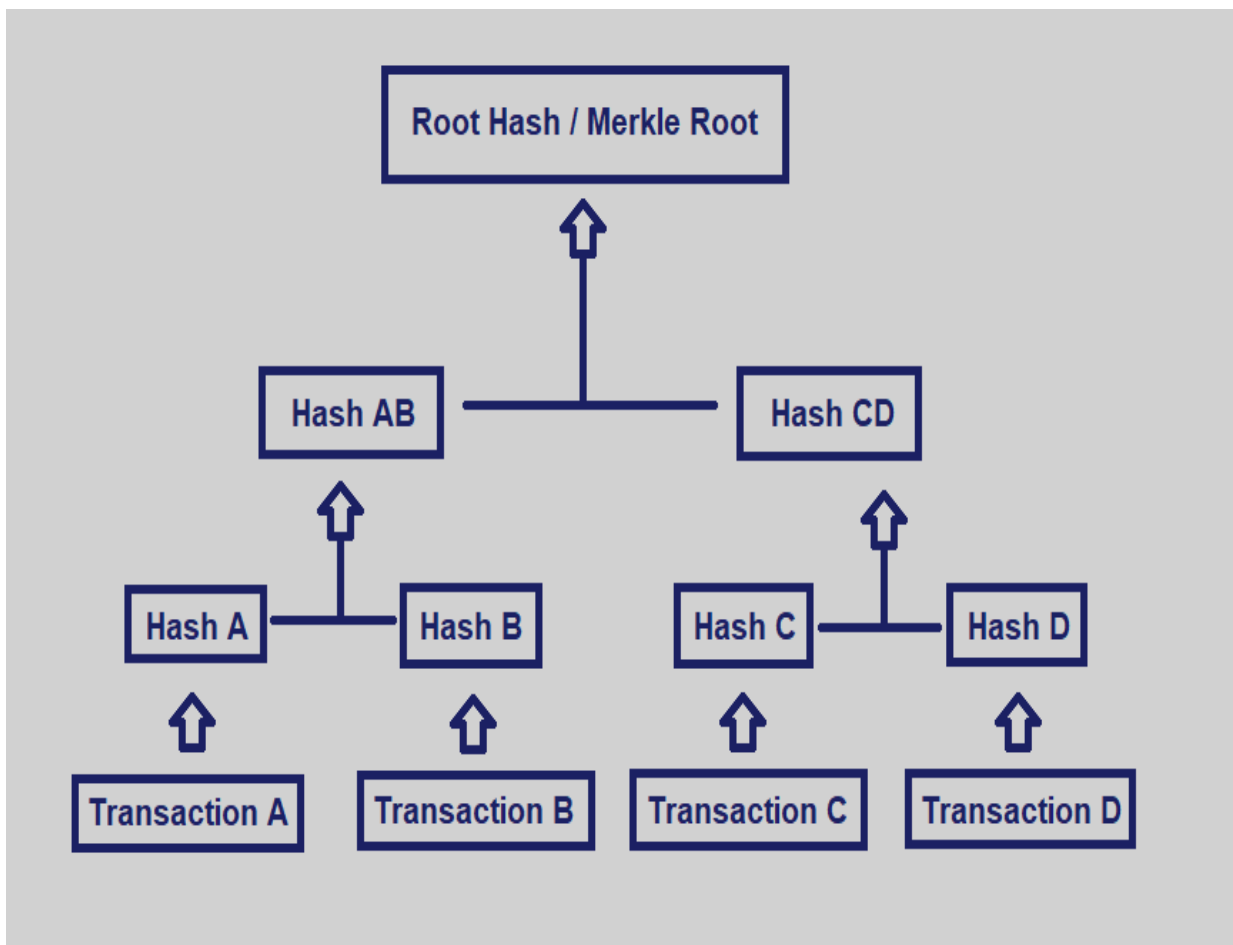 Root Hash / Merkle Root
Hash AB
Hash CD
Hash A
Hash B
Hash C
Hash D
Transaction A
Transaction B
Transaction C
Transaction D